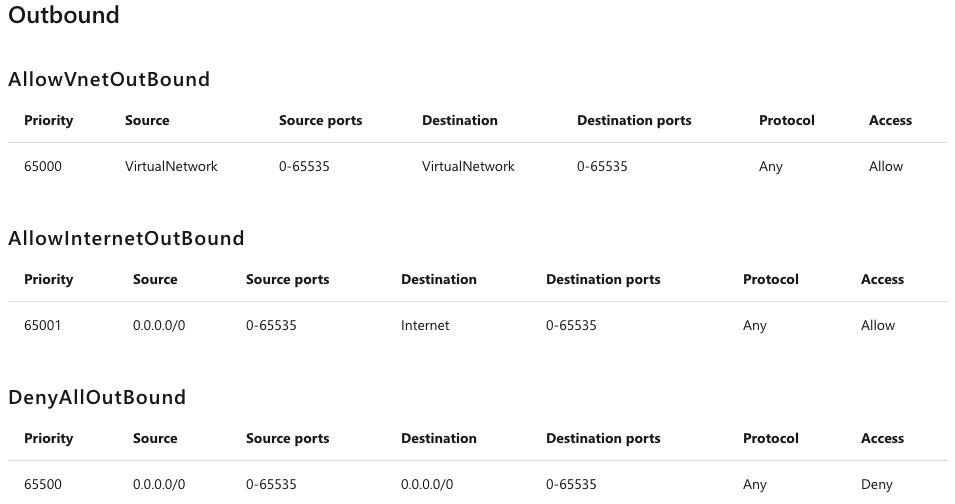 Outbound
AllowVnetOutBound
Priority Source Source ports Destination Destination ports Protocol Access
65000 VirtualNetwork 0-65535 VirtualNetwork 0-65535 Any Allow
AllowInternetOutBound
Priority Source Source ports Destination Destination ports Protocol Access
65001 0.0.0.0/0 0-65535 Internet 0-65535 Any Allow
DenyAllOutBound
Priority Source Source ports Destination Destination ports Protocol Access
65500 0.0.0.0/0 0-65535 0.0.0.0/0 0-65535 Any Deny